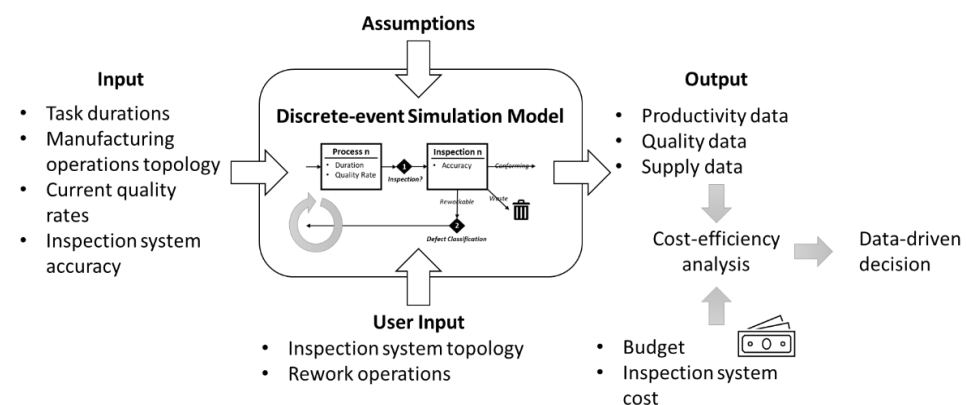 Assumptions
Input
• Task durations
• Manufacturing
operations topology
• Current quality
rates
• Inspection system
accuracy
Discrete-event Simulation Model
Process n
• Duration
• Quality Rate
1
Inspection?
Inspection n
• Accuracy
Conforming
Reworkable
Waste
2
Defect Classification
User Input
• Inspection system topology
• Rework operations
Output
• Productivity data
• Quality data
• Supply data
Cost-efficiency
analysis
Data-driven
decision
• Budget
• Inspection system
cost